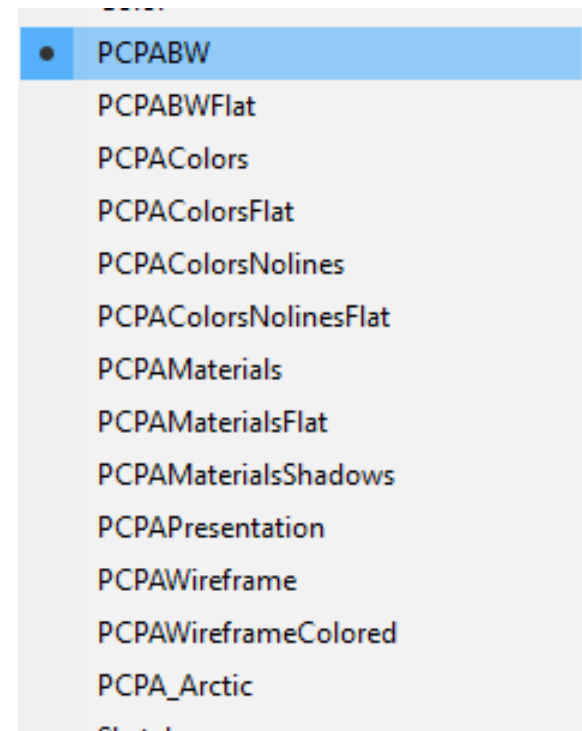 PCPABW
PCPABWFlat
PCPAColors
PCPAColorsFlat
PCPAColorsNolines
PCPAColorsNolinesFlat
PCPAMaterials
PCPAMaterialsFlat
PCPAMaterialsShadows
PCPAPresentation
PCPAWireframe
PCPAWireframeColored
PCPA_Arctic